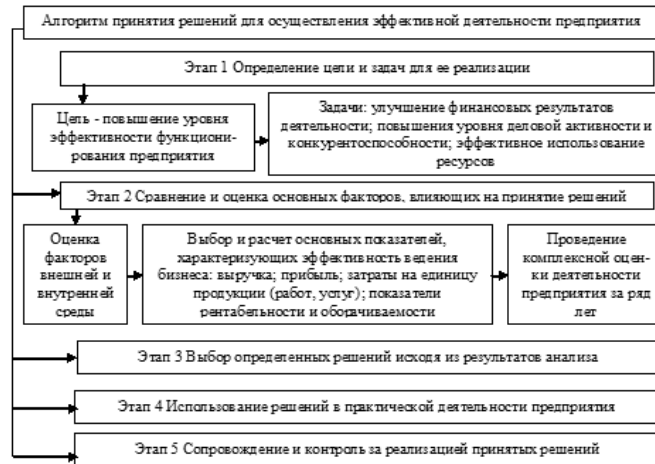 Алгоритм принятия решений для осуществления эффективной деятельности предприятия
Этап 1 Определение цели и задач для ее реализации
Цель - повышение уровня
эффективности функциони-
рования предприятия
Задачи: улучшение финансовых результатов
деятельности; повышения уровня деловой активности и
конкурентоспособности; эффективное использование
ресурсов
Этап 2 Сравнение и оценка основных факторов, влияющих на принятие решений
Оценка
факторов
внешней и
внутренней
среды
Выбор и расчет основных показателей,
характеризующих эффективность ведения
бизнеса: выручка; прибыль; затраты на единицу
продукции (работ, услуг); показатели
рентабельности и оборачиваемости
Проведение
комплексной оцен-
ки деятельности
предприятия за ряд
лет
Этап 3 Выбор определенных решений исходя из результатов анализа
Этап 4 Использование решений в практической деятельности предприятия
Этап 5 Сопровождение и контроль за реализацией принятых решений